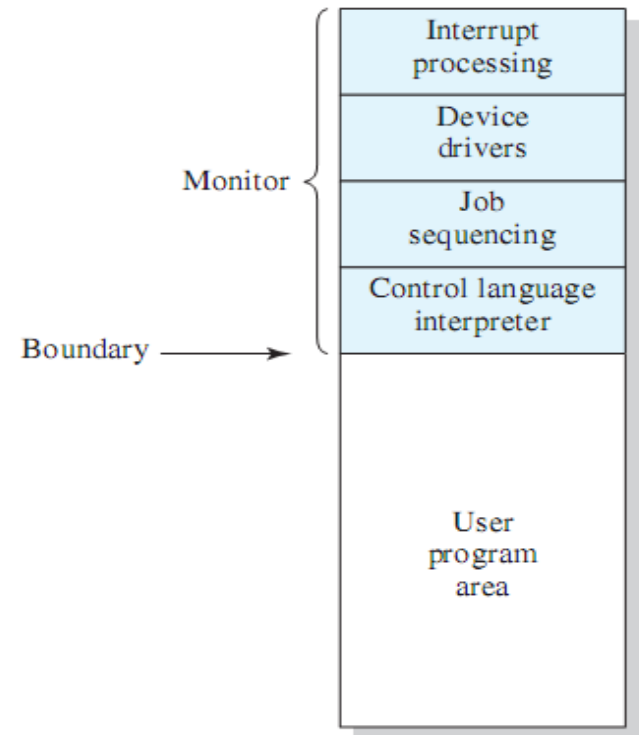 Interrupt
processing
Device
drivers
Monitor
Job
sequencing
Control language
interpreter
Boundary
User
program
area